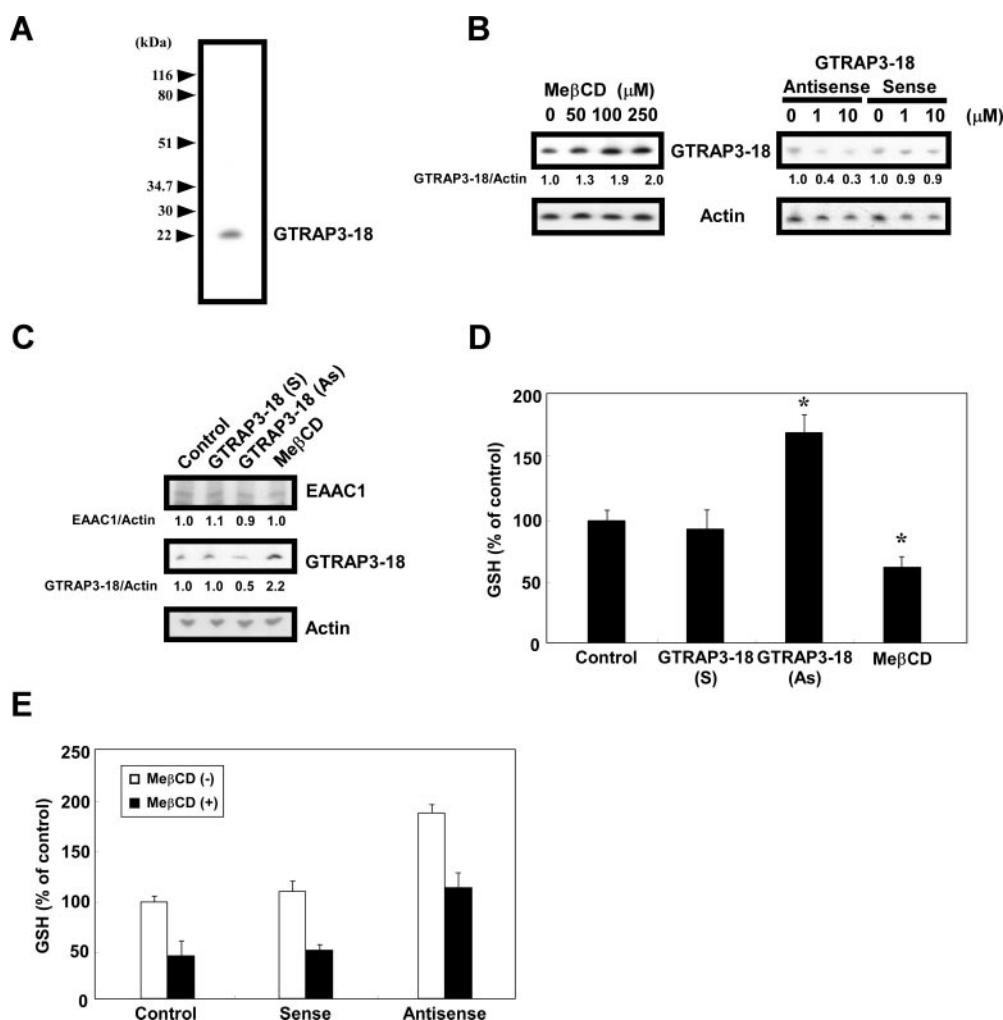 A
(kDa)
116
80
51
34.7
30
22
GTRAP3-18
B
MeβCD (μM)
0 50 100 250
GTRAP3-18
Antisense Sense
0 1 10 0 1 10 (μM)
GTRAP3-18
GTRAP3-18/Actin 1.0 1.3 1.9 2.0 1.0 0.4 0.3 1.0 0.9 0.9
Actin
C
Control
GTRAP3-18 (S)
GTRAP3-18 (As)
MeβCD
EAAC1
EAAC1/Actin 1.0 1.1 0.9 1.0
GTRAP3-18
GTRAP3-18/Actin 1.0 1.0 0.5 2.2
Actin
D
GSH (% of control)
200
150
100
50
0
*
*
Control GTRAP3-18 GTRAP3-18 MeβCD
(S) (As)
E
GSH (% of control)
250
200
150
100
50
0
MeβCD (-)
MeβCD (+)
Control Sense Antisense